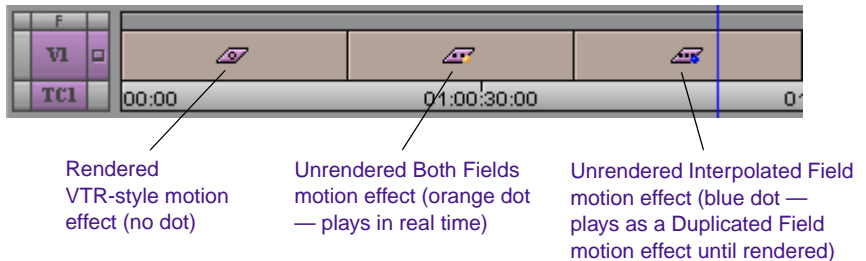 F
V1
TC1 00:00 01:00:30:00 01
Rendered
VTR-style motion
effect (no dot)
Unrendered Both Fields
motion effect (orange dot
— plays in real time)
Unrendered Interpolated Field
motion effect (blue dot —
plays as a Duplicated Field
motion effect until rendered)